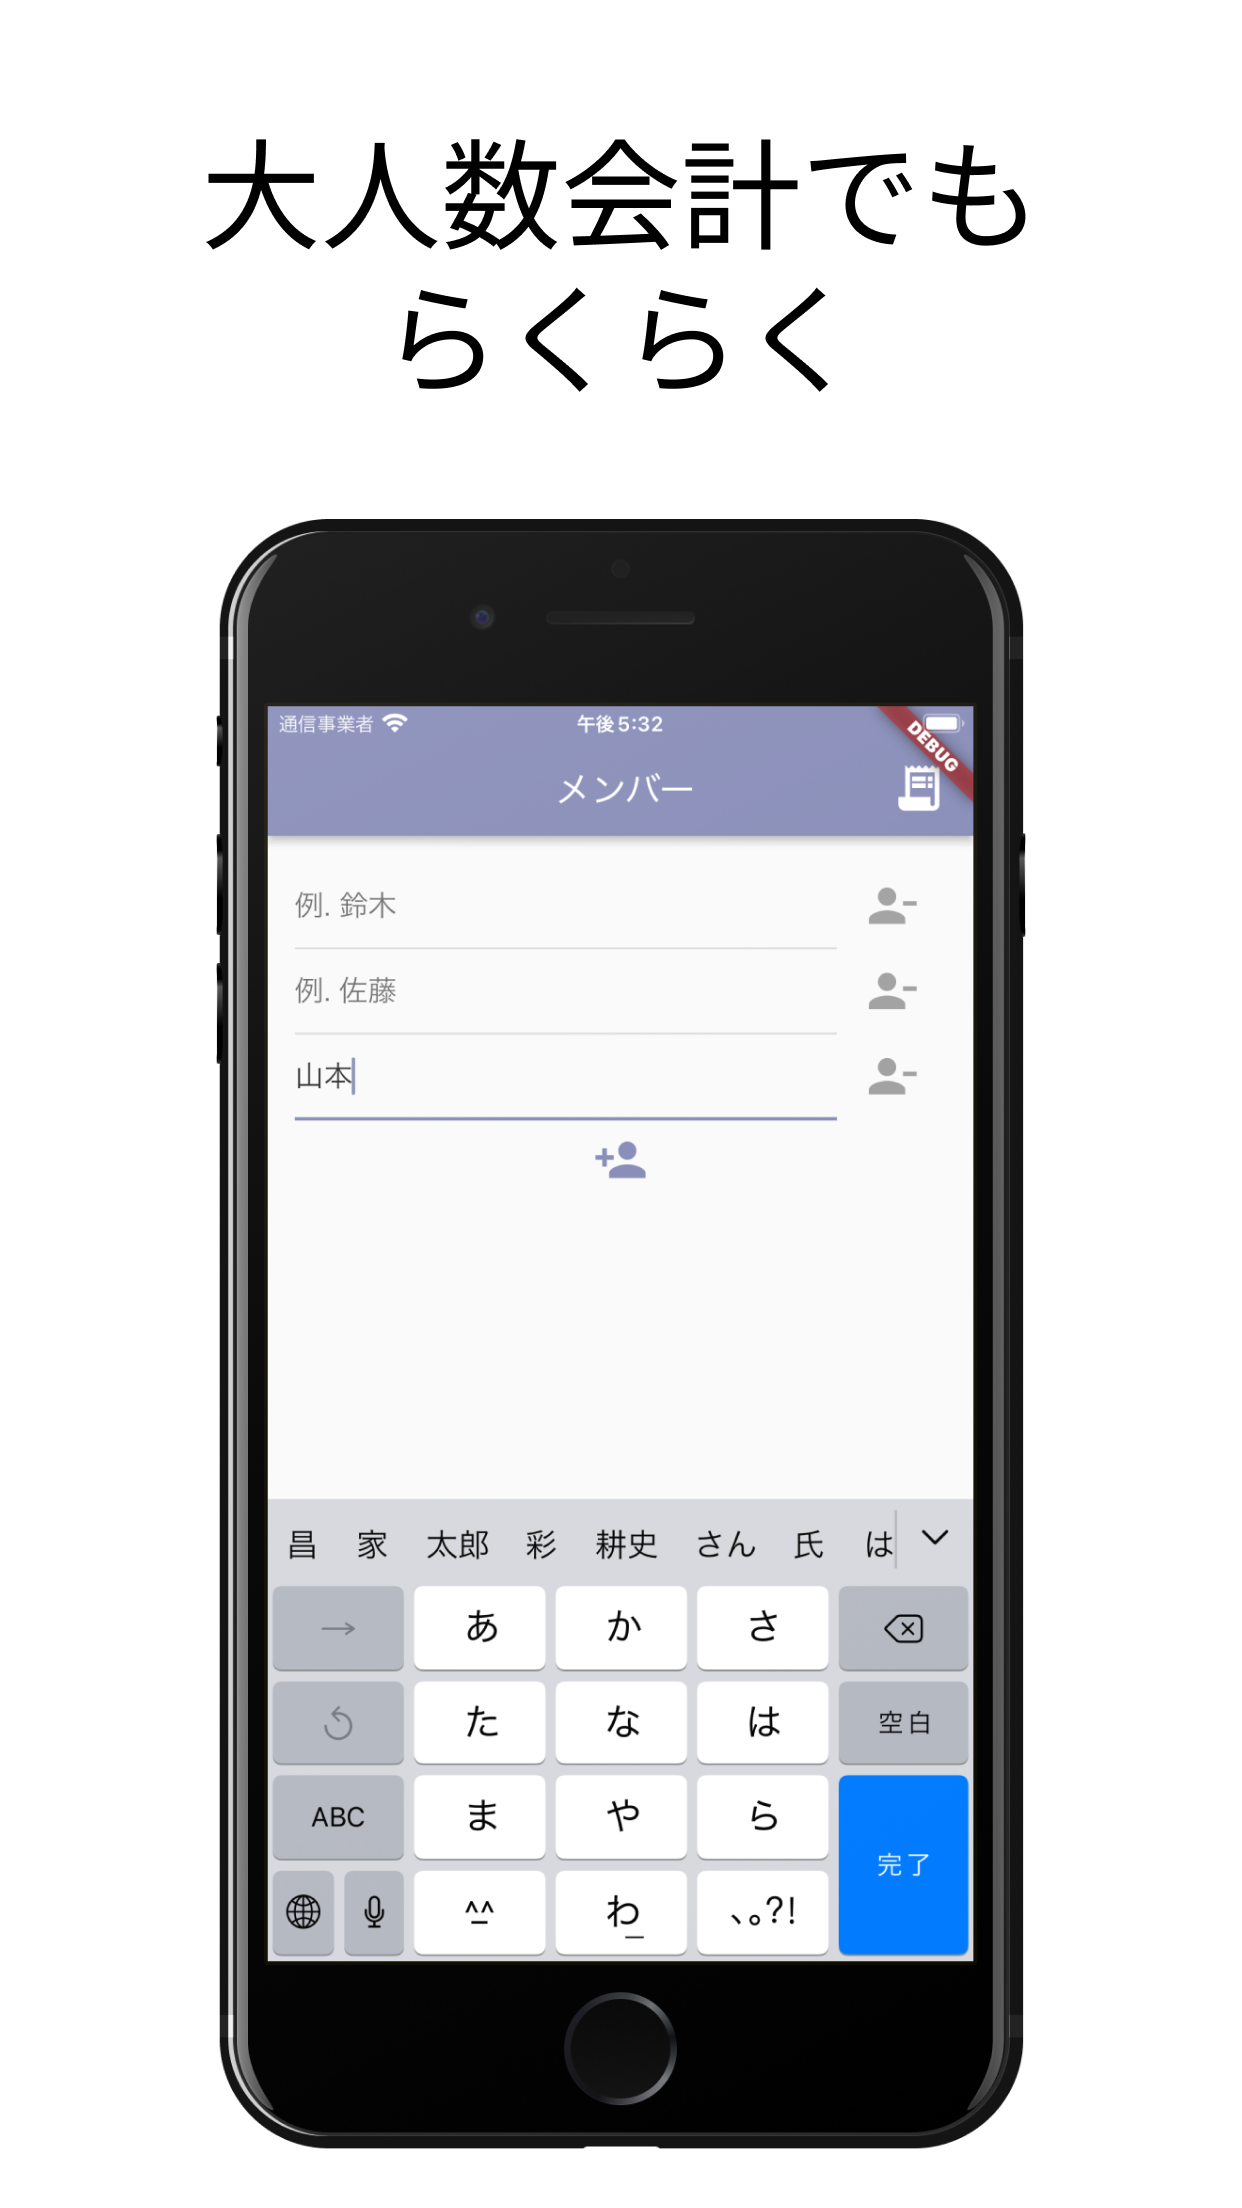 大人数会計でも
らくらく
通信事業者 午後5:32
DEBUG
メンバー
例. 鈴木
例. 佐藤
山本
昌 家 太郎 彩 耕史 さん 氏 は
→ あ か さ
た な は 空白
ABC ま や ら
完了
^^ わ_ 、。?!